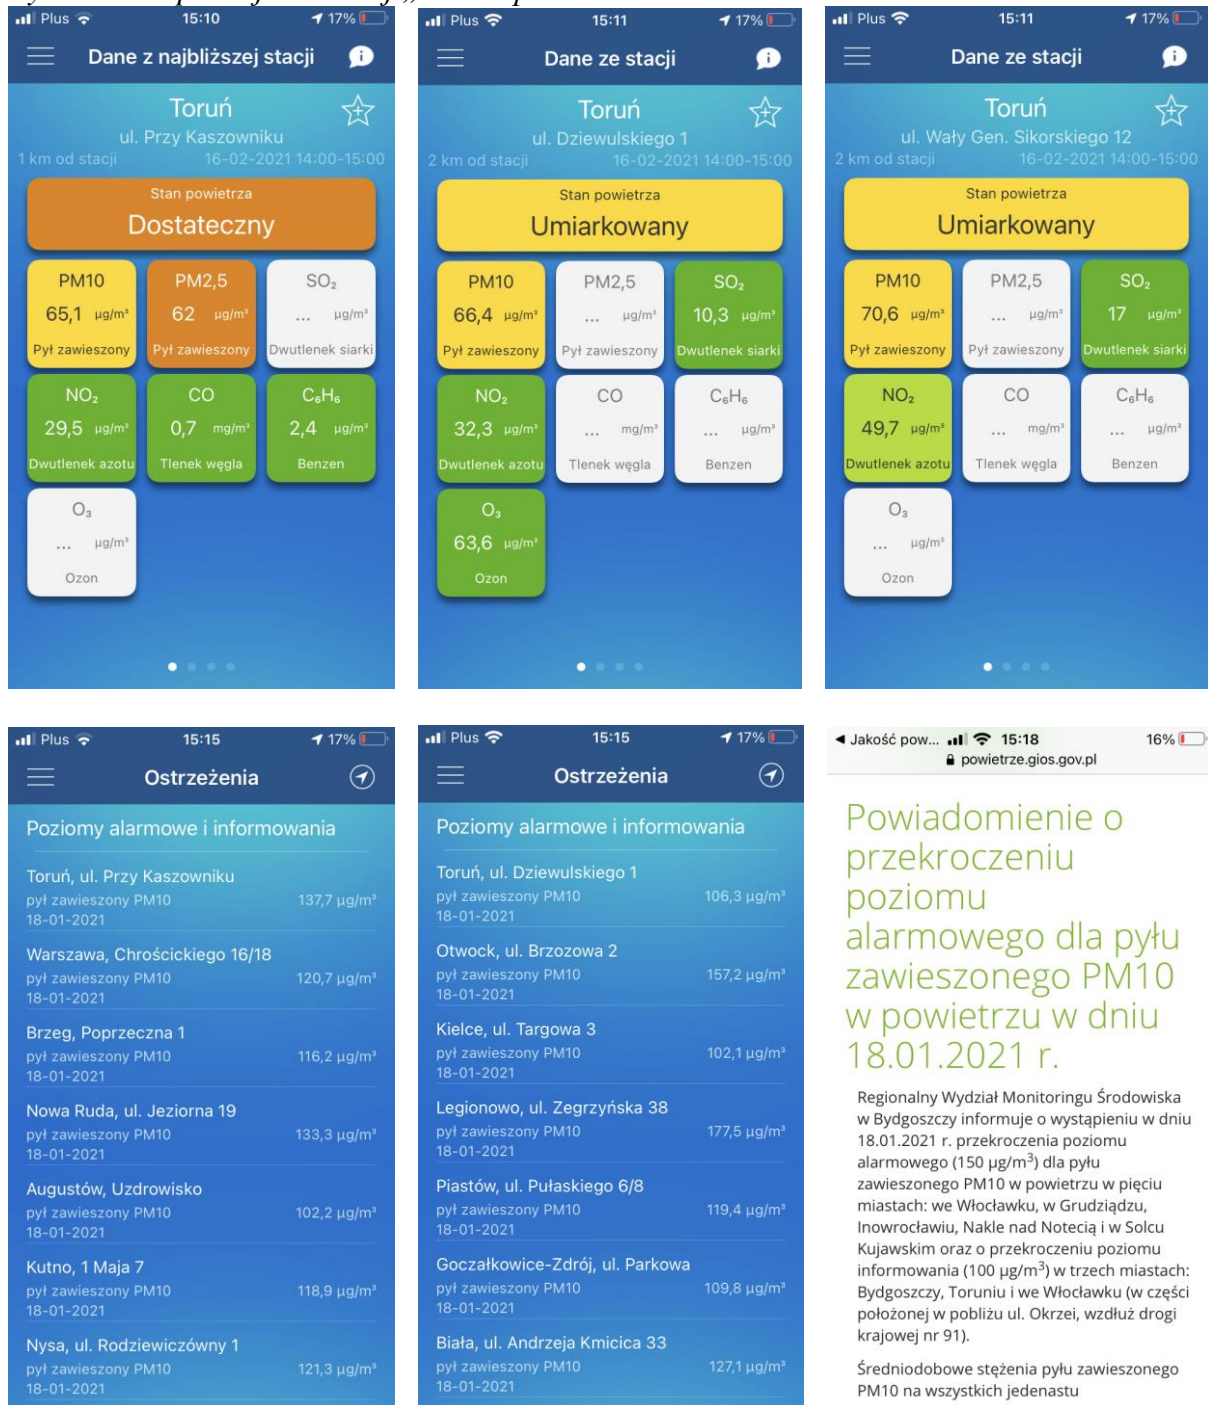 Plus 15:10 17%
Dane z najbliższej stacji
Toruń
ul. Przy Kaszowniku
1 km od stacji 16-02-2021 14:00-15:00
Stan powietrza
Dostateczny
PM10 PM2,5 SO₂
65,1 µg/m³ 62 µg/m³ ... µg/m³
Pył zawieszony Pył zawieszony Dwutlenek siarki
NO₂ CO C₆H₆
29,5 µg/m³ 0,7 mg/m³ 2,4 µg/m³
Dwutlenek azotu Tlenek węgla Benzen
O₃
... µg/m³
Ozon
Plus 15:11 17%
Dane ze stacji
Toruń
ul. Dziewulskiego 1
2 km od stacji 16-02-2021 14:00-15:00
Stan powietrza
Umiarkowany
PM10 PM2,5 SO₂
66,4 µg/m³ ... µg/m³ 10,3 µg/m³
Pył zawieszony Pył zawieszony Dwutlenek siarki
NO₂ CO C₆H₆
32,3 µg/m³ ... mg/m³ ... µg/m³
Dwutlenek azotu Tlenek węgla Benzen
O₃
63,6 µg/m³
Ozon
Plus 15:11 17%
Dane ze stacji
Toruń
ul. Wały Gen. Sikorskiego 12
2 km od stacji 16-02-2021 14:00-15:00
Stan powietrza
Umiarkowany
PM10 PM2,5 SO₂
70,6 µg/m³ ... µg/m³ 17 µg/m³
Pył zawieszony Pył zawieszony Dwutlenek siarki
NO₂ CO C₆H₆
49,7 µg/m³ ... mg/m³ ... µg/m³
Dwutlenek azotu Tlenek węgla Benzen
O₃
... µg/m³
Ozon
Plus 15:15 17%
Ostrzeżenia
Poziomy alarmowe i informowania
Toruń, ul. Przy Kaszowniku
pył zawieszony PM10 137,7 µg/m³
18-01-2021
Warszawa, Chrościckiego 16/18
pył zawieszony PM10 120,7 µg/m³
18-01-2021
Brzeg, Poprzeczna 1
pył zawieszony PM10 116,2 µg/m³
18-01-2021
Nowa Ruda, ul. Jeziorna 19
pył zawieszony PM10 133,3 µg/m³
18-01-2021
Augustów, Uzdrowisko
pył zawieszony PM10 102,2 µg/m³
18-01-2021
Kutno, 1 Maja 7
pył zawieszony PM10 118,9 µg/m³
18-01-2021
Nysa, ul. Rodziewiczówny 1
pył zawieszony PM10 121,3 µg/m³
18-01-2021
Plus 15:15 17%
Ostrzeżenia
Poziomy alarmowe i informowania
Toruń, ul. Dziewulskiego 1
pył zawieszony PM10 106,3 µg/m³
18-01-2021
Otwock, ul. Brzozowa 2
pył zawieszony PM10 157,2 µg/m³
18-01-2021
Kielce, ul. Targowa 3
pył zawieszony PM10 102,1 µg/m³
18-01-2021
Legionowo, ul. Zegrzyńska 38
pył zawieszony PM10 177,5 µg/m³
18-01-2021
Piastów, ul. Pułaskiego 6/8
pył zawieszony PM10 119,4 µg/m³
18-01-2021
Goczałkowice-Zdrój, ul. Parkowa
pył zawieszony PM10 109,8 µg/m³
18-01-2021
Biała, ul. Andrzeja Kmicica 33
pył zawieszony PM10 127,1 µg/m³
18-01-2021
Jakość pow... 15:18 16%
powietrze.gios.gov.pl
Powiadomienie o
przekroczeniu
poziomu
alarmowego dla pyłu
zawieszonego PM10
w powietrzu w dniu
18.01.2021 r.
Regionalny Wydział Monitoringu Środowiska
w Bydgoszczy informuje o wystąpieniu w dniu
18.01.2021 r. przekroczenia poziomu
alarmowego (150 µg/m³) dla pyłu
zawieszonego PM10 w powietrzu w pięciu
miastach: we Włocławku, w Grudziądzu,
Inowrocławiu, Nakle nad Notecią i w Solcu
Kujawskim oraz o przekroczeniu poziomu
informowania (100 µg/m³) w trzech miastach:
Bydgoszczy, Toruniu i we Włocławku (w części
położonej w pobliżu ul. Okrzei, wzdłuż drogi
krajowej nr 91).
Średniodobowe stężenia pyłu zawieszonego
PM10 na wszystkich jedenastu